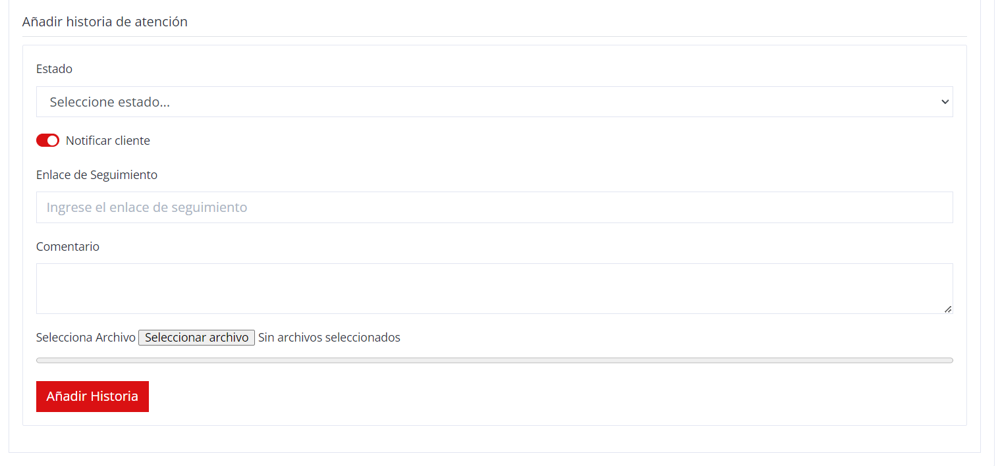 Añadir historia de atención
Estado
Seleccione estado...
Notificar cliente
Enlace de Seguimiento
Ingrese el enlace de seguimiento
Comentario
Selecciona Archivo Seleccionar archivo Sin archivos seleccionados
Añadir Historia